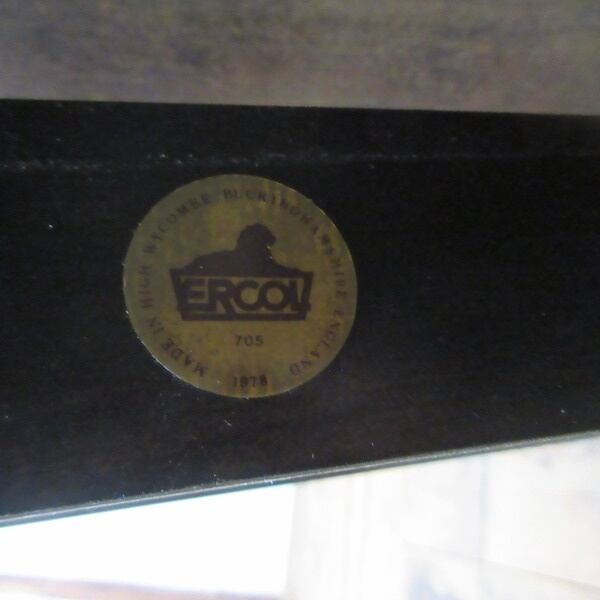 MADE IN HIGH WYCOMBE BUCKINGHAMSHIRE ENGLAND
ERCOL
705
1978